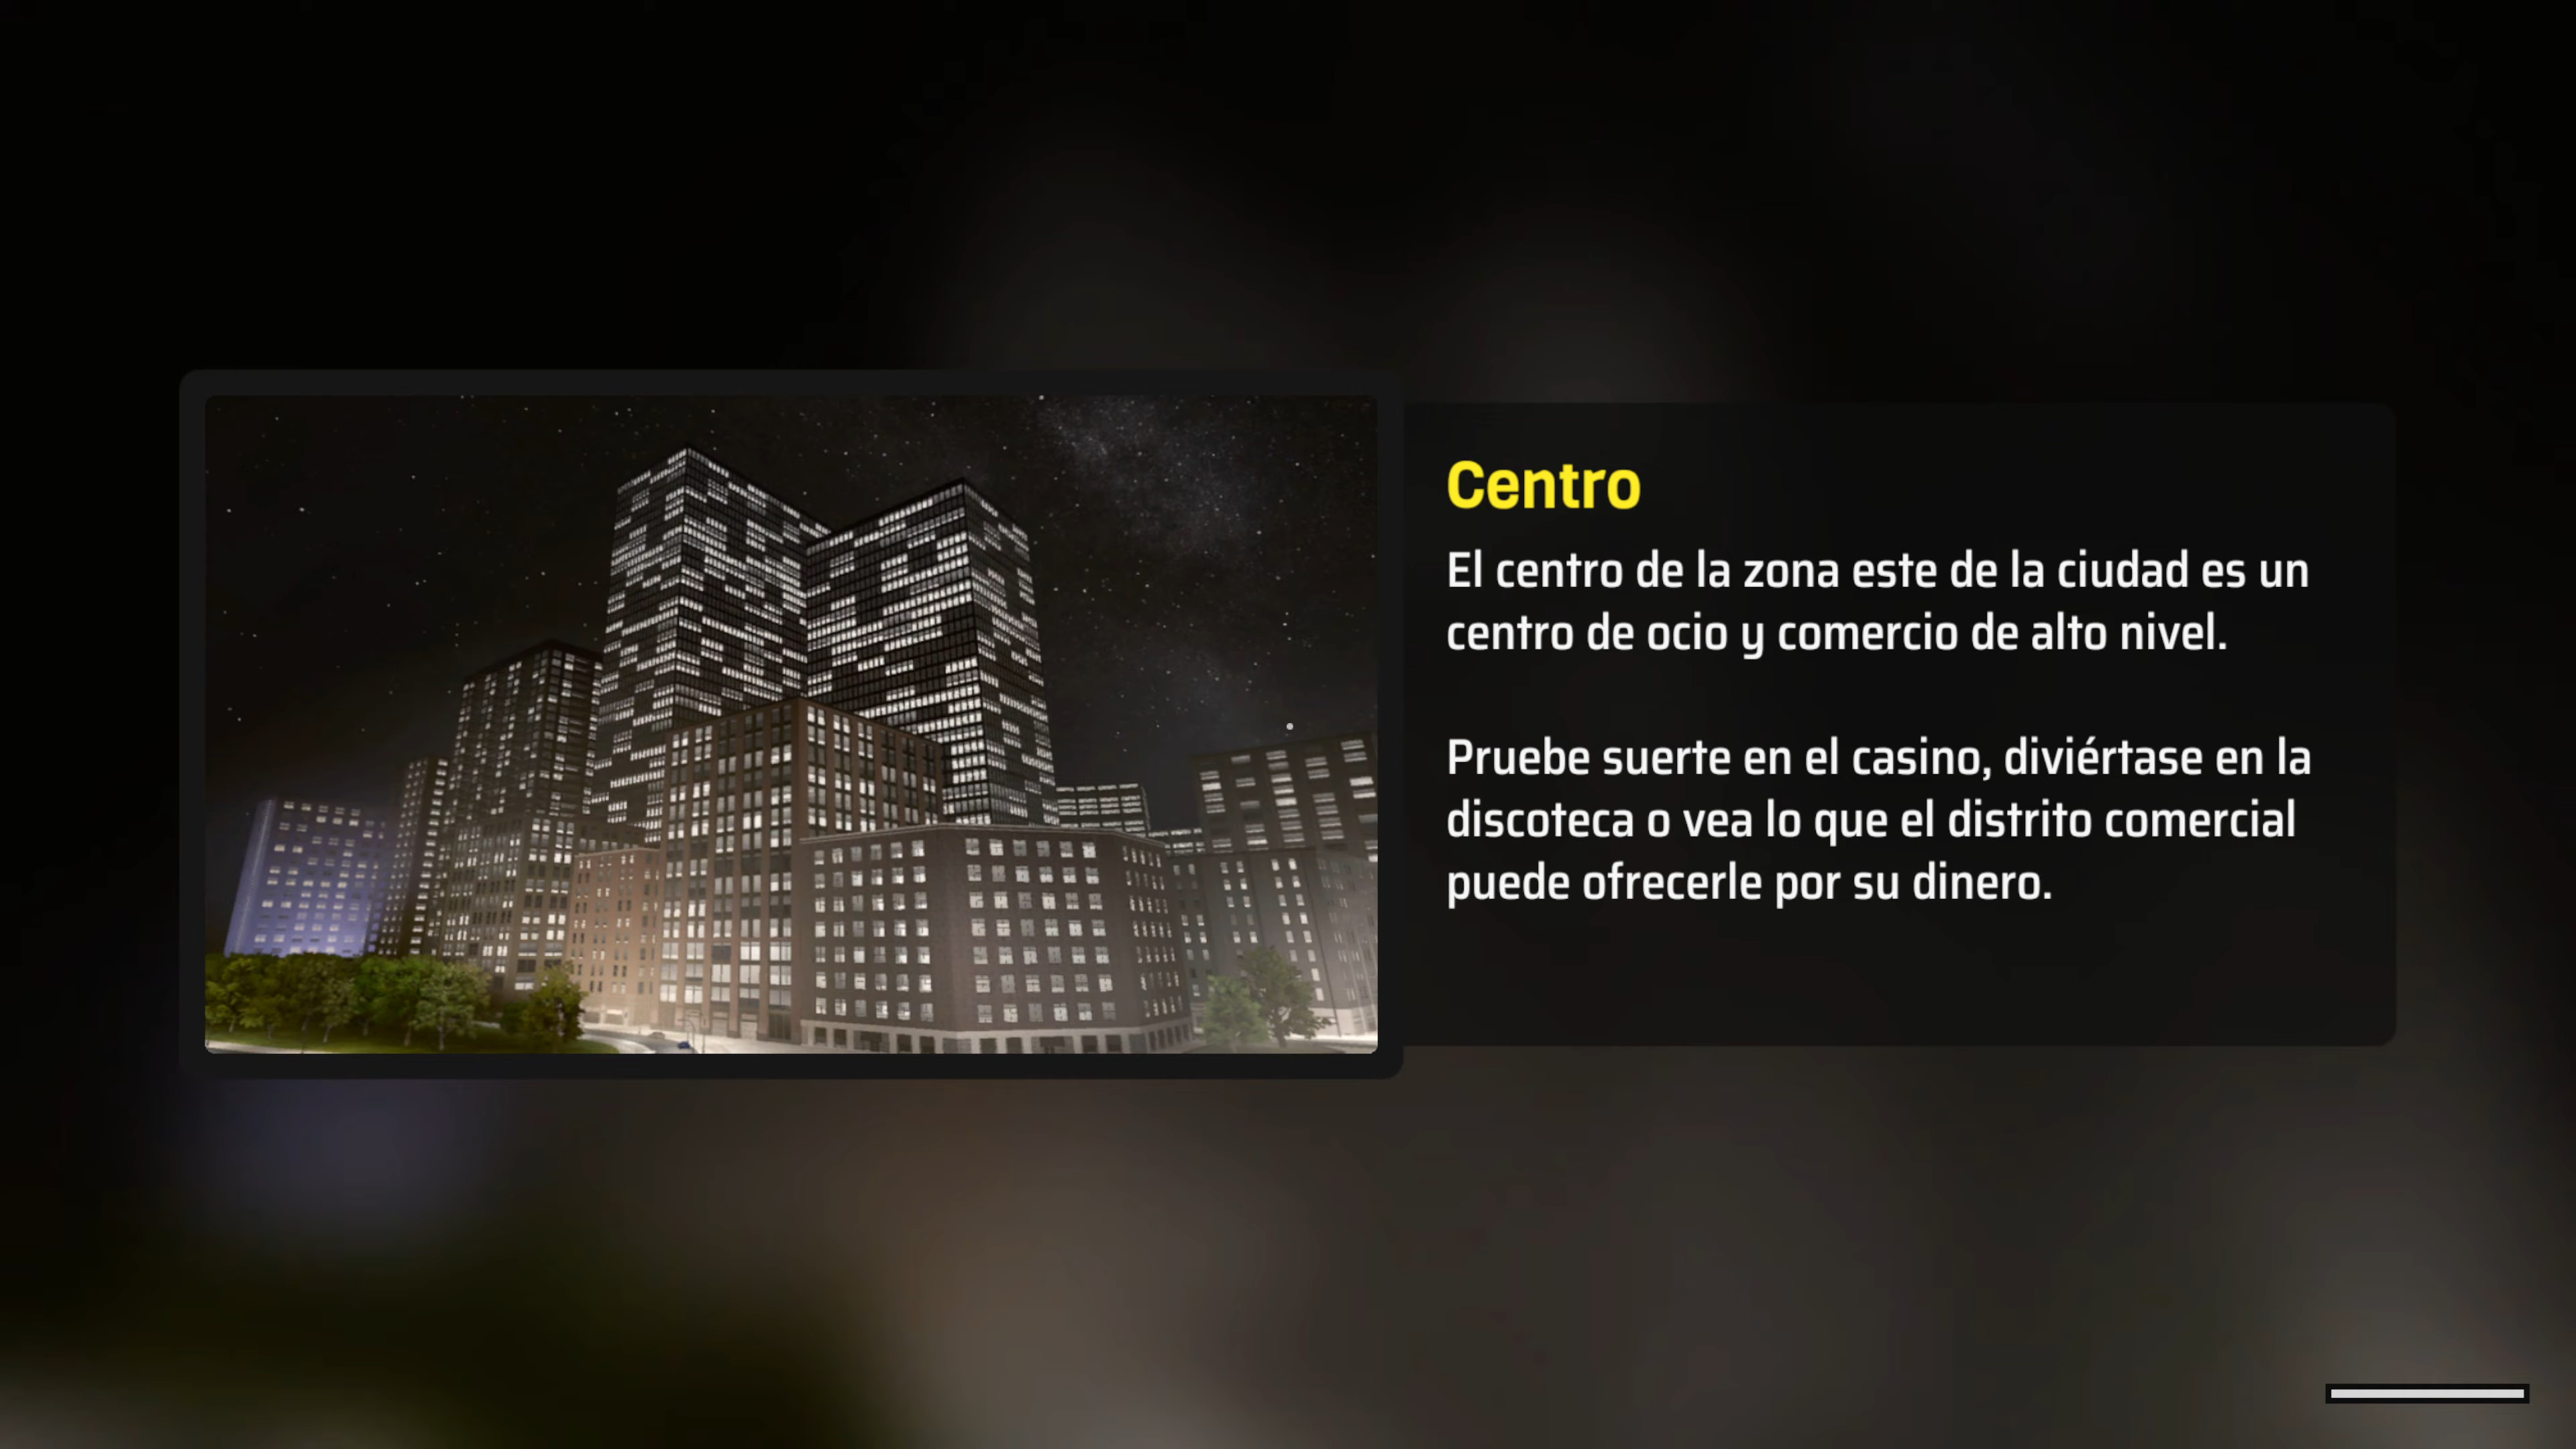 Centro
El centro de la zona este de la ciudad es un
centro de ocio y comercio de alto nivel.
Pruebe suerte en el casino, diviértase en la
discoteca o vea lo que el distrito comercial
puede ofrecerle por su dinero.